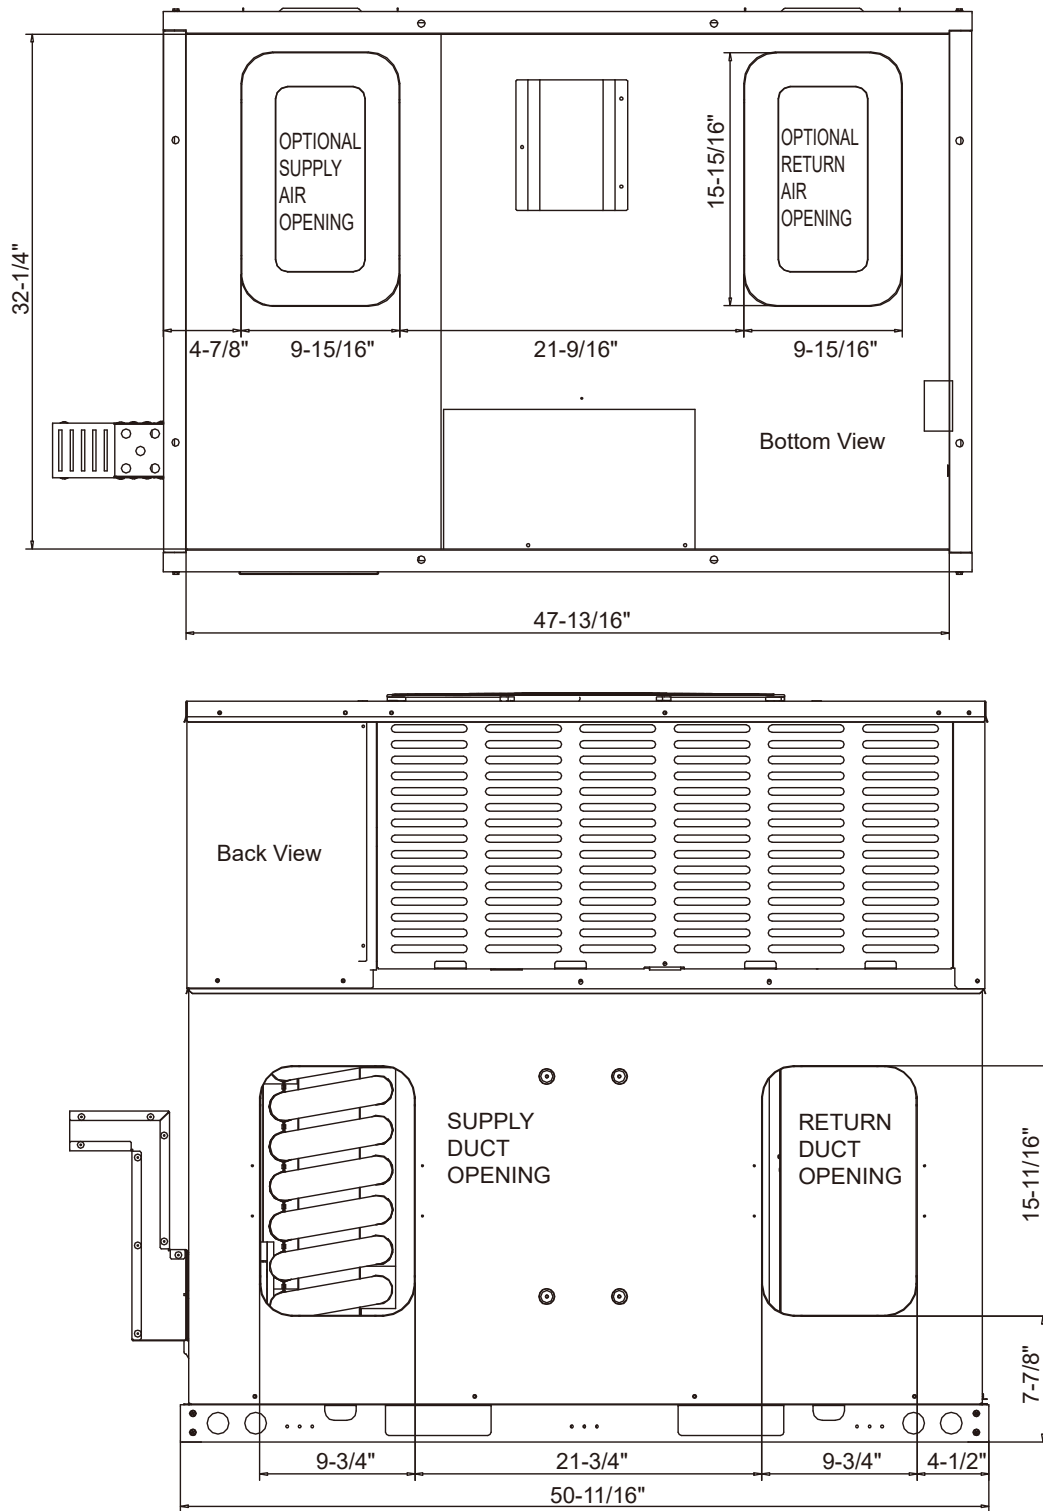 OPTIONAL
SUPPLY
AIR
OPENING
OPTIONAL
RETURN
AIR
OPENING
15-15/16"
32-1/4"
4-7/8"
9-15/16"
21-9/16"
9-15/16"
Bottom View
47-13/16"
Back View
SUPPLY
DUCT
OPENING
RETURN
DUCT
OPENING
15-11/16"
7-7/8"
9-3/4"
21-3/4"
9-3/4"
4-1/2"
50-11/16"